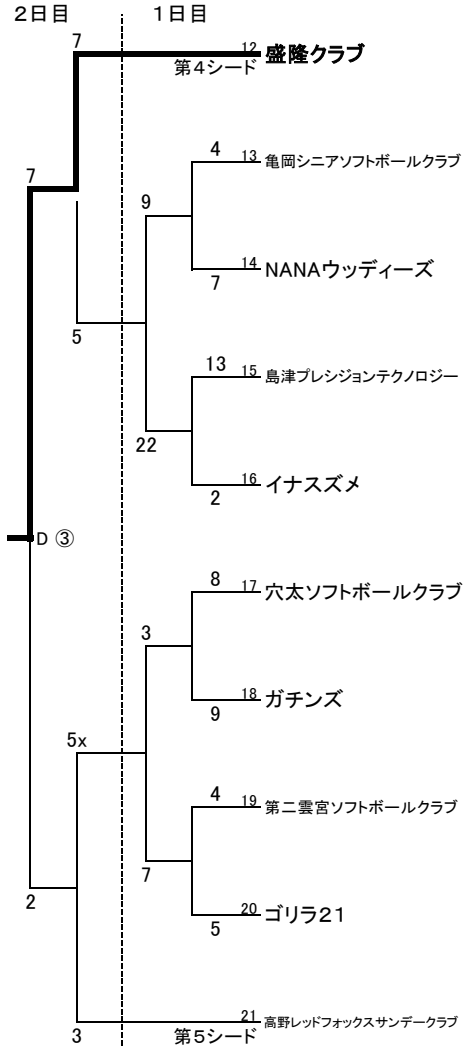 ２日目 １日目
7 12 盛隆クラブ
第４シード
4 13 亀岡シニアソフトボールクラブ
7
9
14 NANAウッディーズ
7
5
13 15 島津プレシジョンテクノロジー
22
16 イナスズメ
2
D ③
8 17 穴太ソフトボールクラブ
3
18 ガチンズ
9
5x
4 19 第二雲宮ソフトボールクラブ
7
2
20 ゴリラ２１
5
21 高野レッドフォックスサンデークラブ
3 第５シード